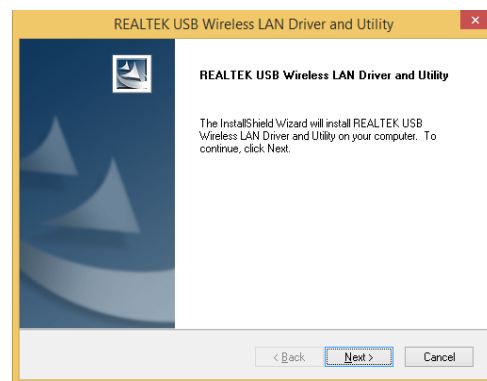 REALTEK USB Wireless LAN Driver and Utility
REALTEK USB Wireless LAN Driver and Utility
The InstallShield Wizard will install REALTEK USB
Wireless LAN Driver and Utility on your computer. To
continue, click Next.
< Back
Next >
Cancel